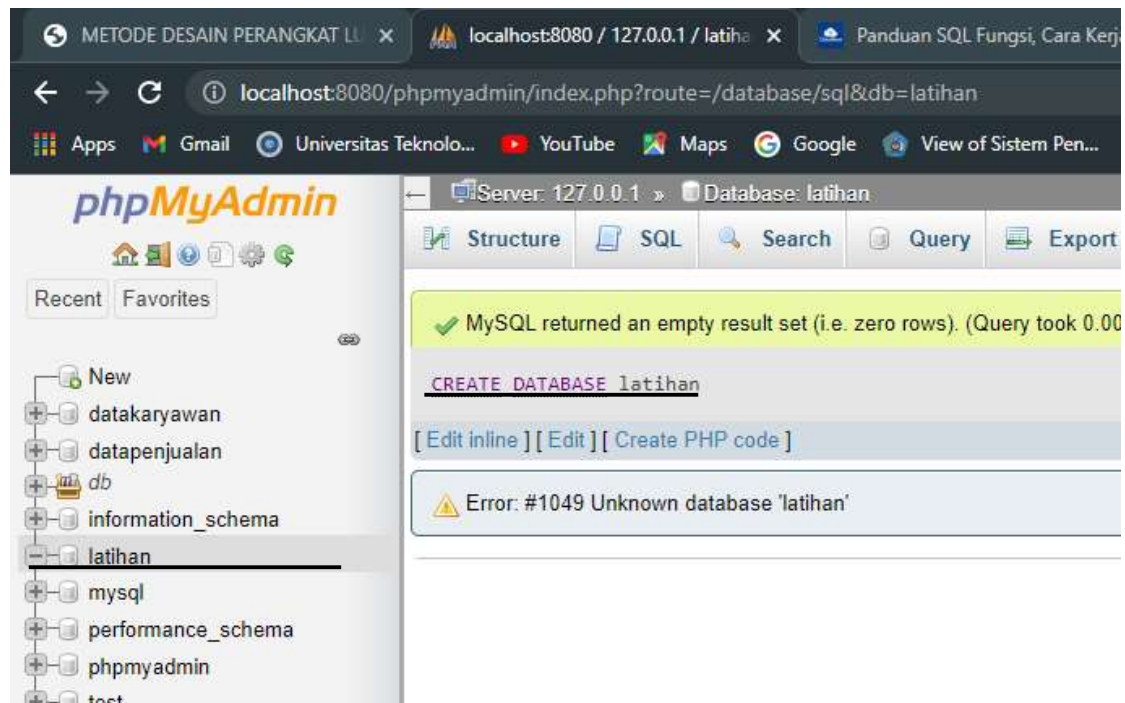 METODE DESAIN PERANGKAT LU
localhost:8080 / 127.0.0.1 / latiha
Panduan SQL Fungsi, Cara Kerja
localhost:8080/phpmyadmin/index.php?route=/database/sql&db=latihan
Apps Gmail Universitas Teknolo... YouTube Maps Google View of Sistem Pen...
phpMyAdmin
Server: 127.0.0.1 » Database: latihan
Structure SQL Search Query Export
Recent Favorites
MySQL returned an empty result set (i.e. zero rows). (Query took 0.00
CREATE DATABASE latihan
[ Edit inline ] [ Edit ] [ Create PHP code ]
Error: #1049 Unknown database 'latihan'
New
datakaryawan
datapenjualan
db
information_schema
latihan
mysql
performance_schema
phpmyadmin
test